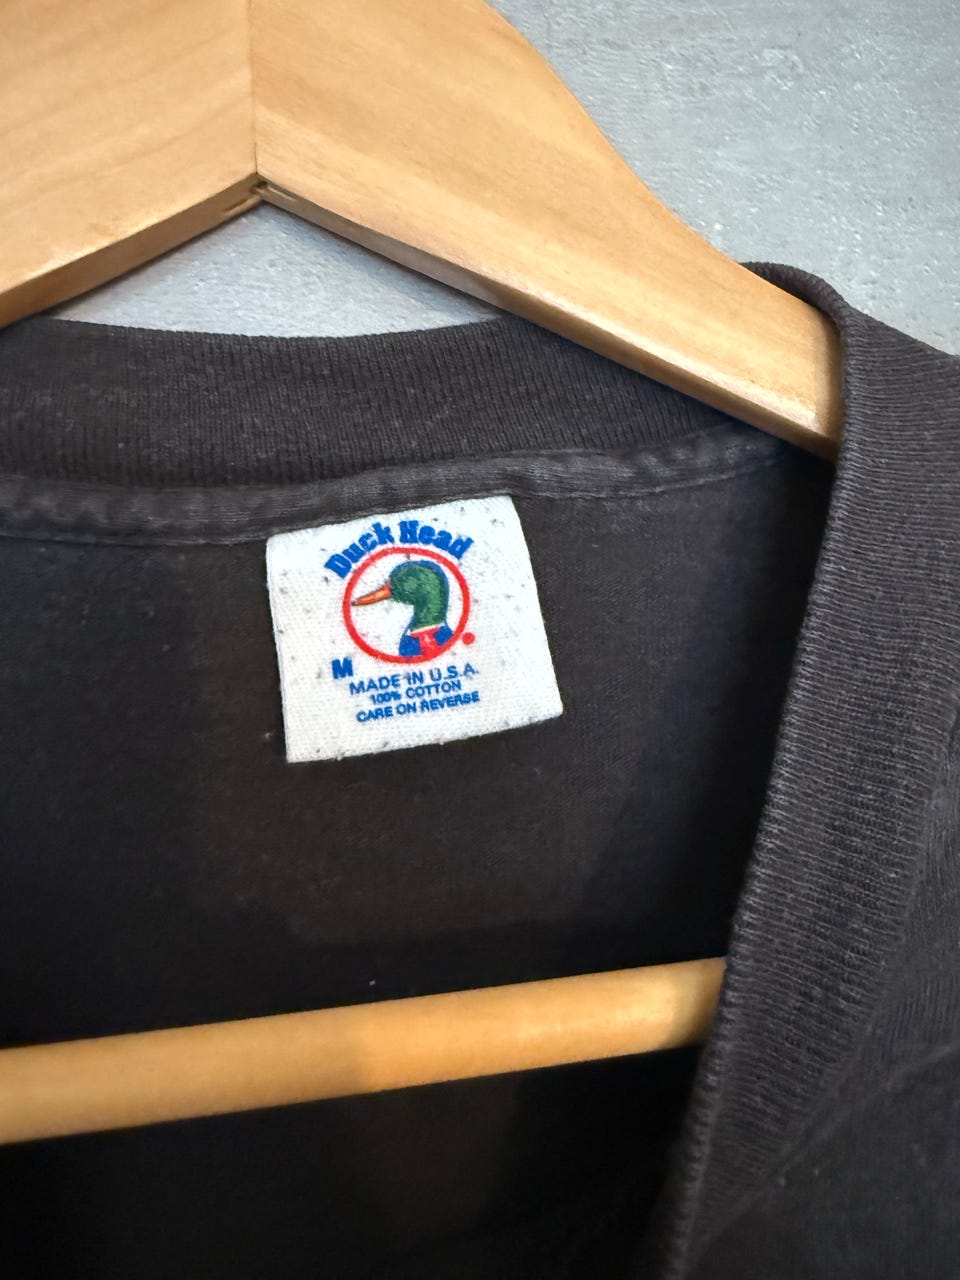 Duck Head
M
MADE IN U.S.A.
100% COTTON
CARE ON REVERSE